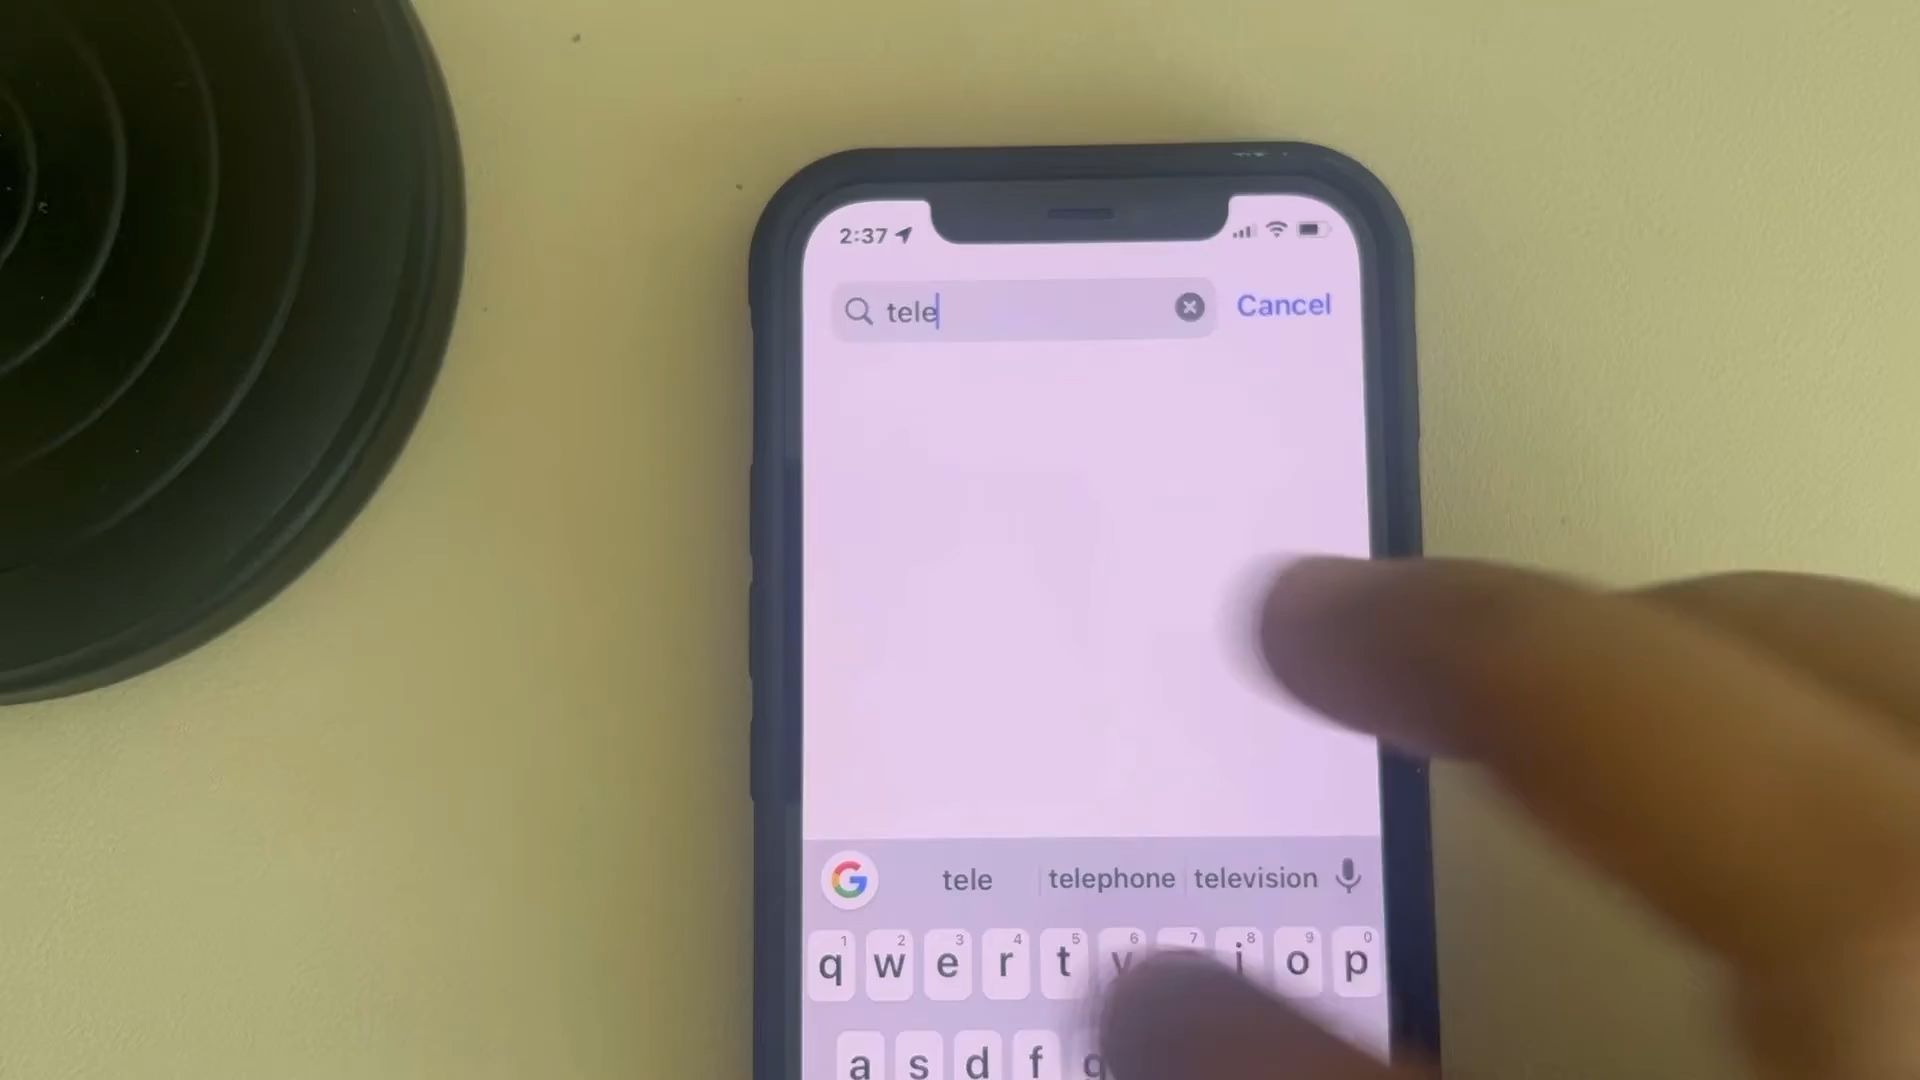 2:37
tele
Cancel
G tele telephone television
1 2 3 4 5 6 7 8 9 0
q w e r t y i o p
a s d f g